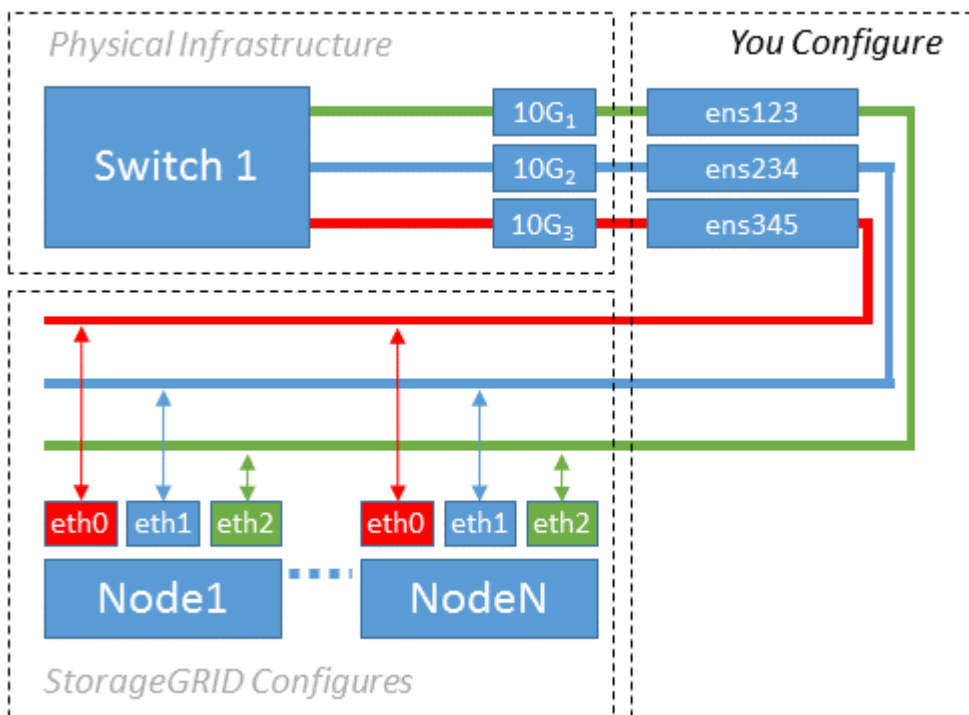 Physical Infrastructure
You Configure
Switch 1
10G₁
ens123
10G₂
ens234
10G₃
ens345
eth0
eth1
eth2
eth0
eth1
eth2
Node1
NodeN
StorageGRID Configures